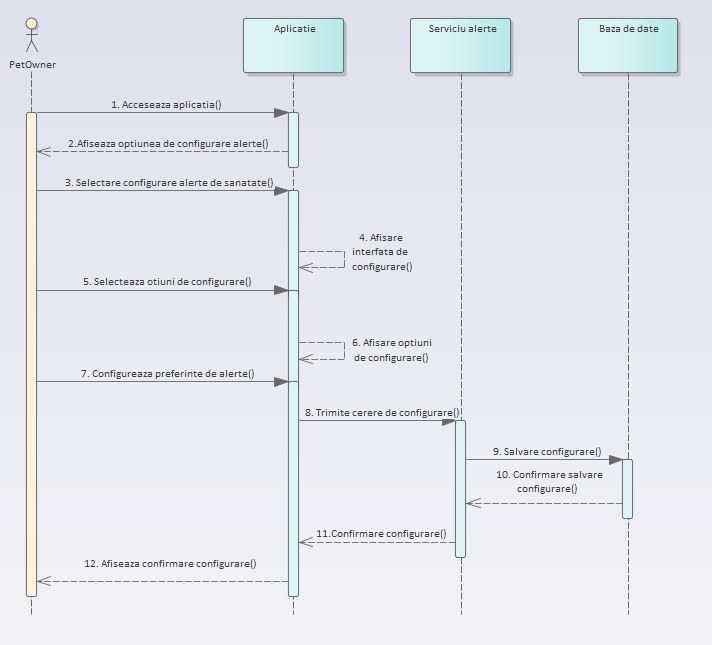 Aplicatie
Serviciu alerte
Baza de date
PetOwner
1. Acceseaza aplicatia()
2.Afiseaza optiunea de configurare alerte()
3. Selectare configurare alerte de sanatate()
4. Afisare
interfata de
configurare()
5. Selecteaza otiuni de configurare()
6. Afisare optiuni
de configurare()
7. Configureaza preferinte de alerte()
8. Trimite cerere de configurare()
9. Salvare configurare()
10. Confirmare salvare
configurare()
11.Confirmare configurare()
12. Afiseaza confirmare configurare()